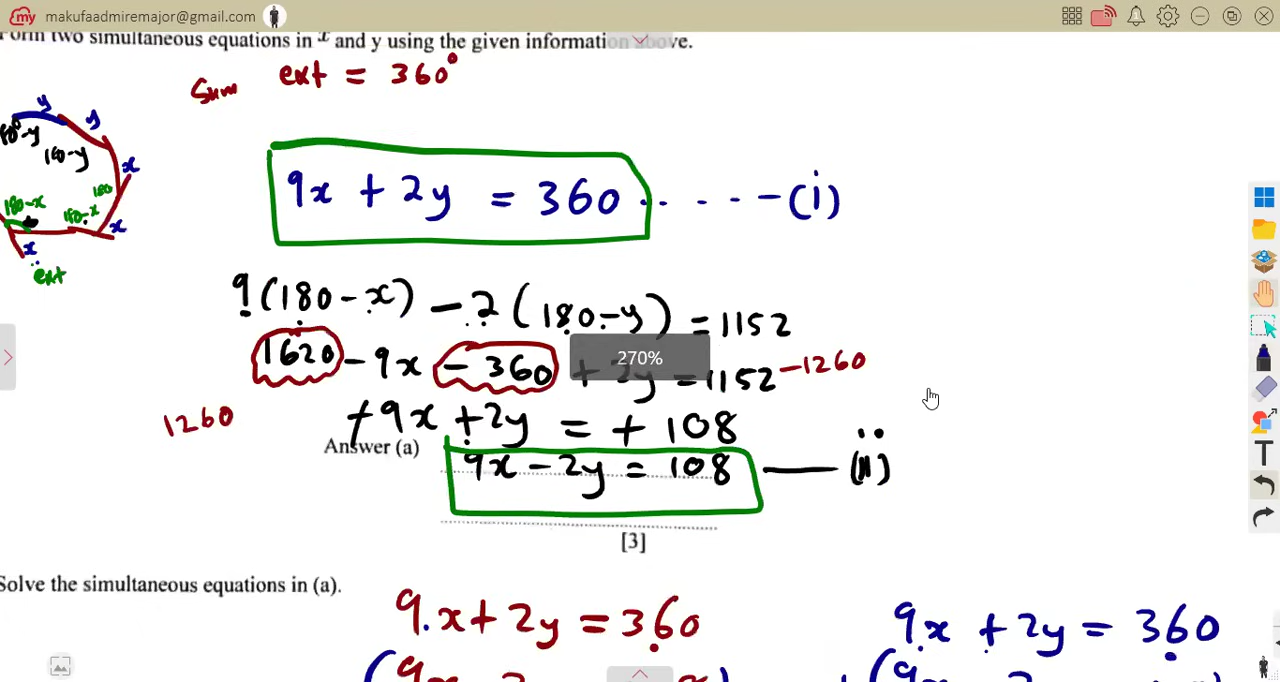 my makufaadmiremajor@gmail.com
Form two simultaneous equations in x and y using the given information above.
Sum ext = 360°
9x + 2y = 360 . . . . - (i)
y
y
180-y
180-y
x
180
180-x
180-x
x
x
ext
9(180-x) - 2(180-y) = 1152
1620 - 9x - 360 + 2y = 1152 - 1260
270%
1260
+9x + 2y = + 108
Answer (a)
9x - 2y = 108 —— (ii)
[3]
Solve the simultaneous equations in (a).
9.x + 2y = 360
9x + 2y = 360
T